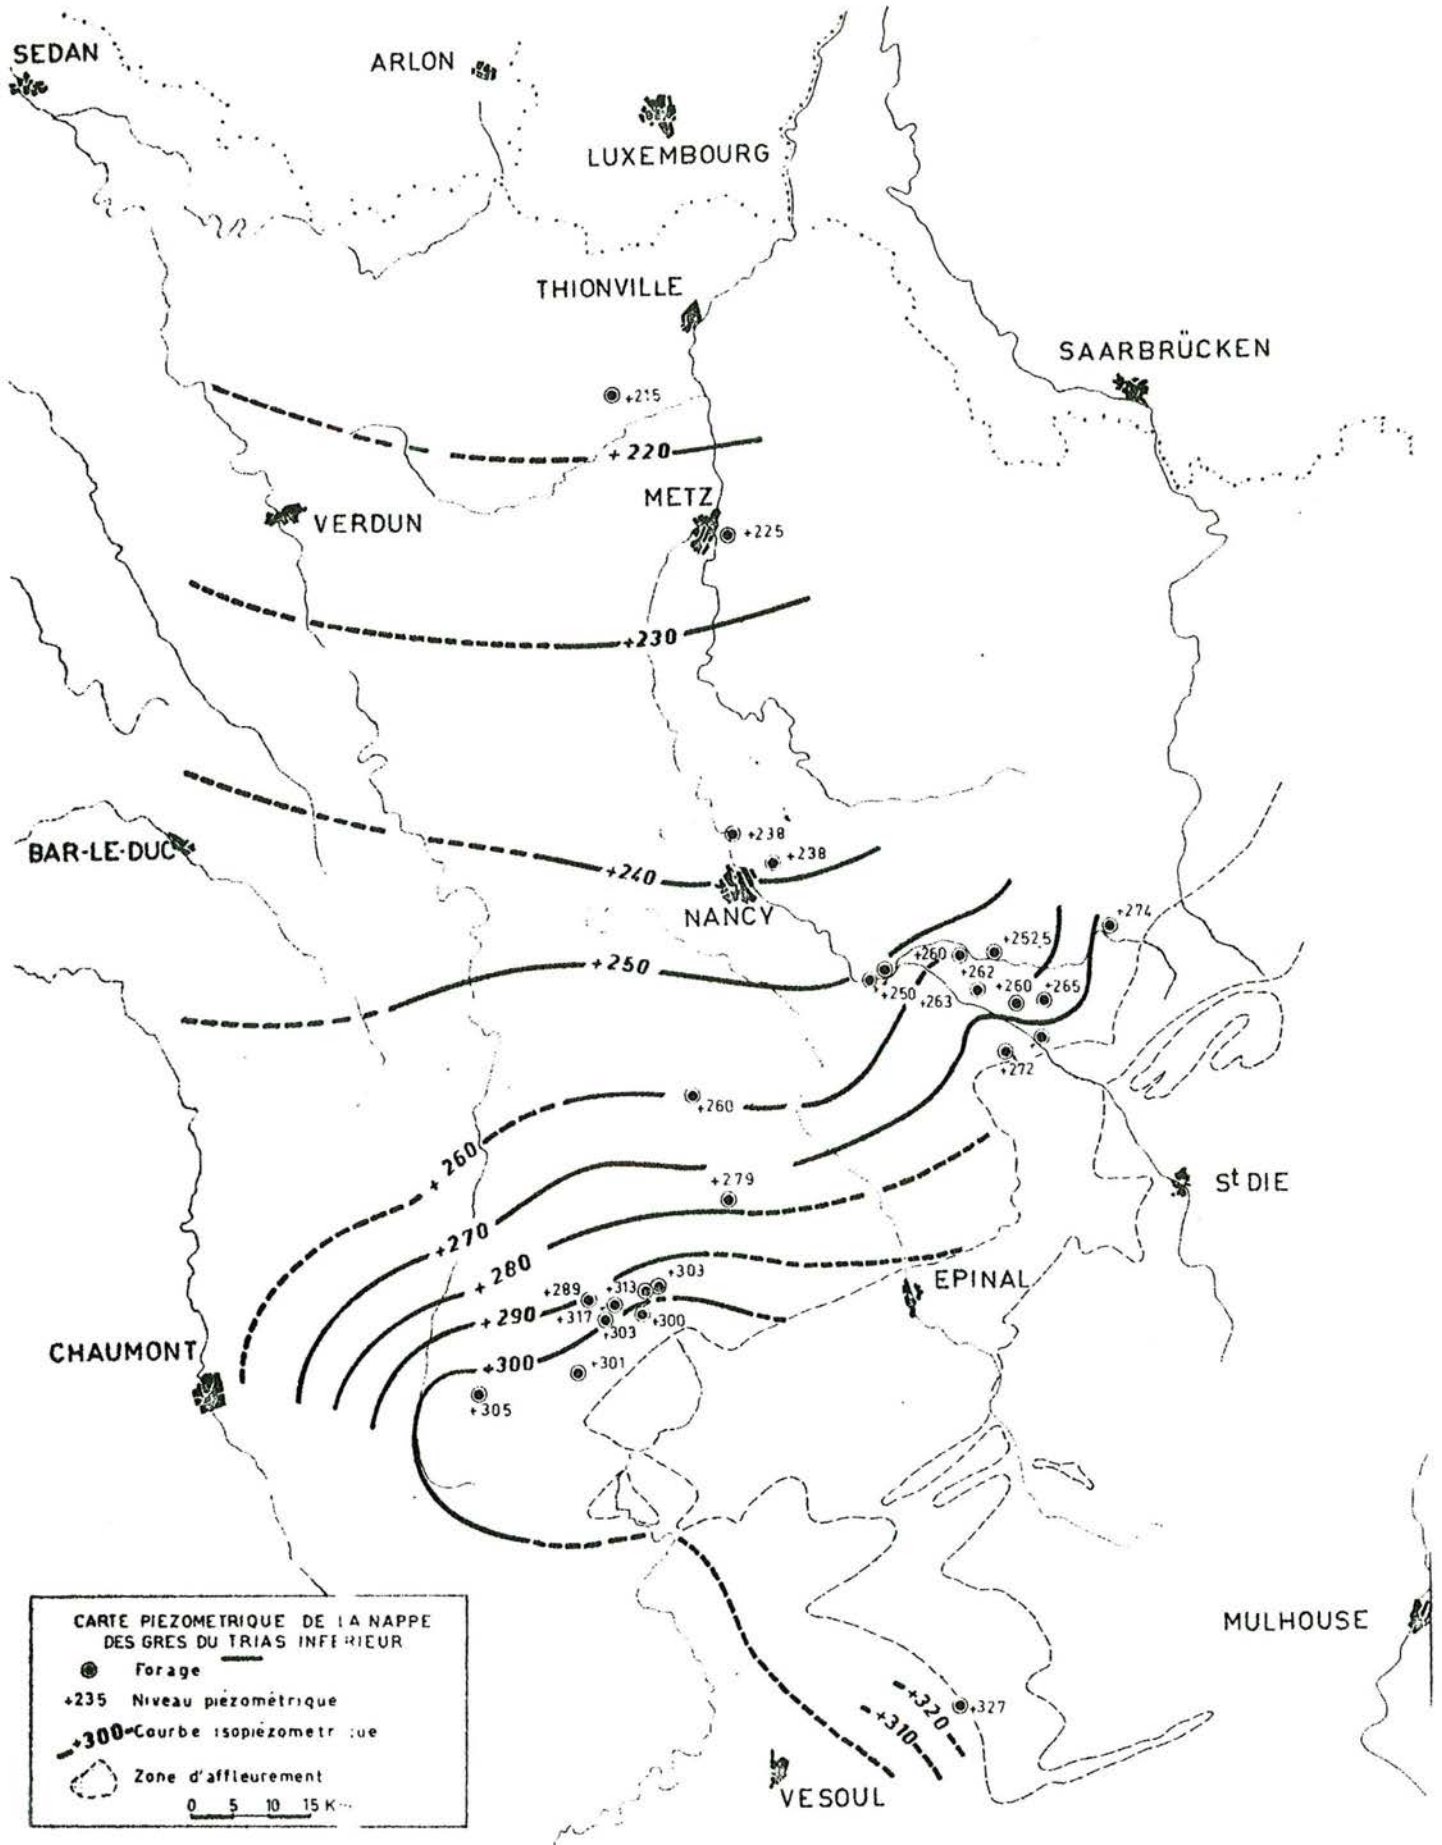 SEDAN
ARLON
LUXEMBOURG
THIONVILLE
SAARBRÜCKEN
+215
+220
METZ
VERDUN
+225
+230
+238
BAR-LE-DUC
+238
+240
NANCY
+274
+252,5
+250
+260
+262
+260
+265
+250
+263
+272
+260
+260
+279
St DIE
+270
+280
EPINAL
+303
+289
+313
+290
+317
+300
+303
CHAUMONT
+300
+301
+305
CARTE PIEZOMETRIQUE DE LA NAPPE
DES GRES DU TRIAS INFERIEUR
Forage
+235 Niveau piézométrique
+300 Courbe isopiézometrique
Zone d'affleurement
0 5 10 15 K
MULHOUSE
+320
+327
+310
VESOUL